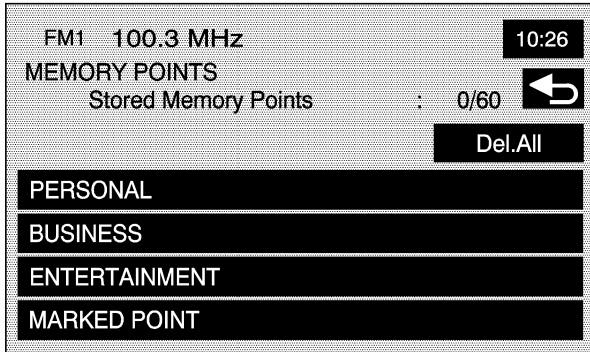 FM1 100.3 MHz 10:26
MEMORY POINTS
Stored Memory Points : 0/60
Del.All
PERSONAL
BUSINESS
ENTERTAINMENT
MARKED POINT